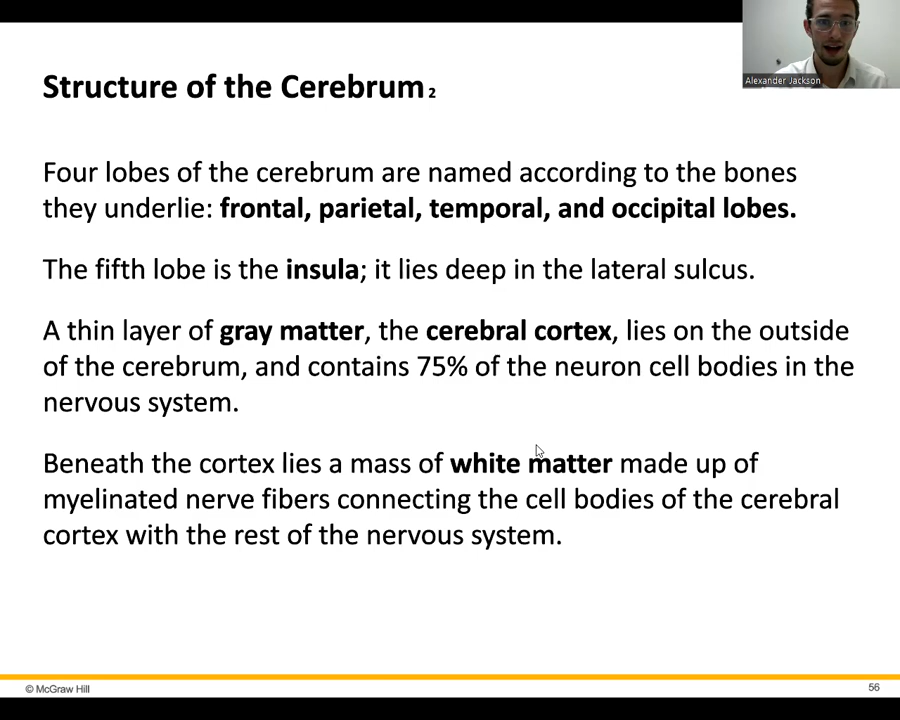 Alexander Jackson
Structure of the Cerebrum 2
Four lobes of the cerebrum are named according to the bones
they underlie: frontal, parietal, temporal, and occipital lobes.
The fifth lobe is the insula; it lies deep in the lateral sulcus.
A thin layer of gray matter, the cerebral cortex, lies on the outside
of the cerebrum, and contains 75% of the neuron cell bodies in the
nervous system.
Beneath the cortex lies a mass of white matter made up of
myelinated nerve fibers connecting the cell bodies of the cerebral
cortex with the rest of the nervous system.
© McGraw Hill
56